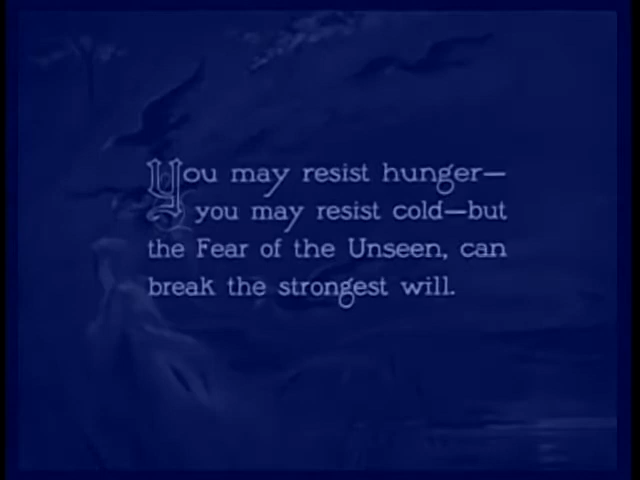 You may resist hunger—
you may resist cold—but
the Fear of the Unseen, can
break the strongest will.